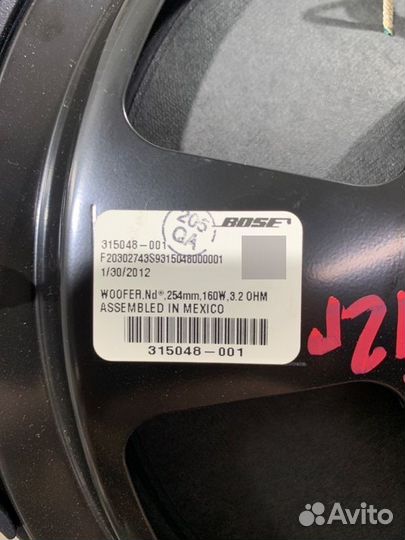 205
QA
BOSE
315048-001
F20302743S9315048000001
1/30/2012
WOOFER,Nd®,254mm,160W,3.2 OHM
ASSEMBLED IN MEXICO
315048-001
Avito